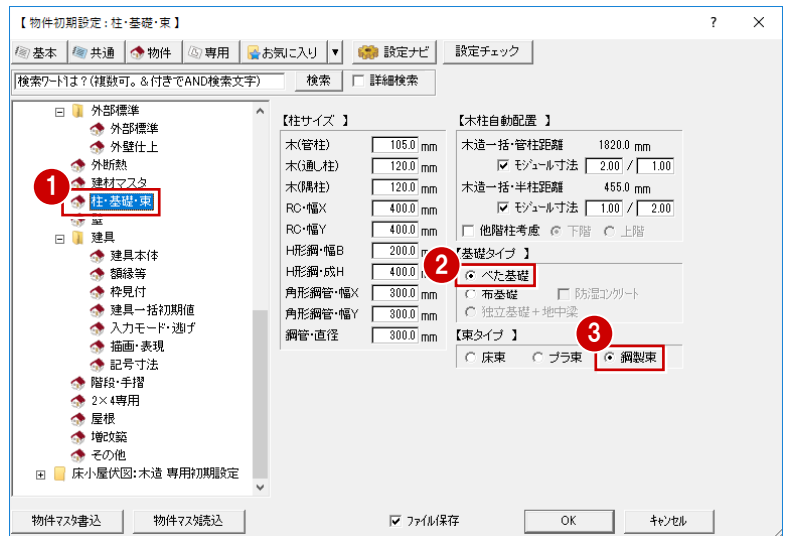 【 物件初期設定：柱･基礎･束 】 ? ×
基本 共通 物件 専用 お気に入り ▼ 設定ナビ 設定チェック
検索ワードは？(複数可。＆付きでAND検索文字) 検索 詳細検索
外部標準
外部標準
外壁仕上
外断熱
建材マスタ
1
柱･基礎･束
壁
建具
建具本体
額縁等
枠見付
建具一括初期値
入力モード･逃げ
描画･表現
記号寸法
階段･手摺
2×4専用
屋根
増改築
その他
床小屋伏図：木造 専用初期設定
【柱サイズ 】
木(管柱) 105.0 mm
木(通し柱) 120.0 mm
木(隅柱) 120.0 mm
RC･幅X 400.0 mm
RC･幅Y 400.0 mm
H形鋼･幅B 200.0
H形鋼･成H 400.0
角形鋼管･幅X 300.0 mm
角形鋼管･幅Y 300.0 mm
鋼管･直径 300.0 mm
【木柱自動配置 】
木造一括･管柱距離 1820.0 mm
モジュール寸法 2.00 / 1.00
木造一括･半柱距離 455.0 mm
モジュール寸法 1.00 / 2.00
他階柱考慮 下階 上階
【基礎タイプ 】
2
べた基礎
布基礎 防湿コンクリート
独立基礎＋地中梁
【束タイプ 】
3
床束 プラ束 鋼製束
物件マスタ書込 物件マスタ読込 ファイル保存 OK キャンセル